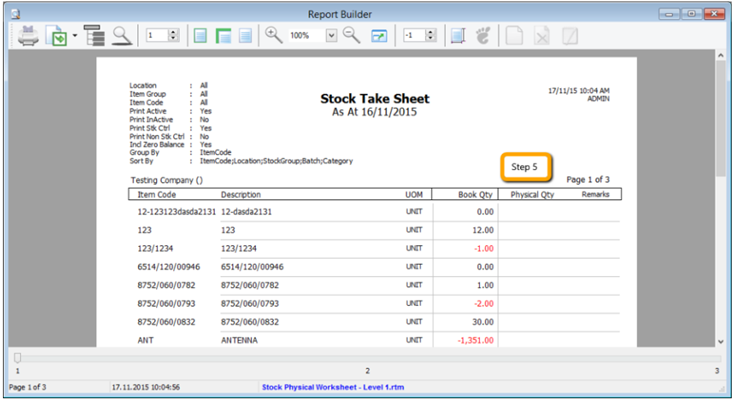 Report Builder
1 100% -1
Location : All
Item Group : All
Item Code : All
Print Active : Yes
Print InActive : No
Print Stk Ctrl : Yes
Print Non Stk Ctrl : No
Incl Zero Balance : Yes
Group By : ItemCode
Sort By : ItemCode;Location;StockGroup;Batch;Category
Stock Take Sheet
As At 16/11/2015
17/11/15 10:04 AM
ADMIN
Step 5
Testing Company () Page 1 of 3
Item Code Description UOM Book Qty Physical Qty Remarks
12-123123dasda2131 12-dasda2131 UNIT 0.00
123 123 UNIT 12.00
123/1234 123/1234 UNIT -1.00
6514/120/00946 6514/120/00946 UNIT 0.00
8752/060/0782 8752/060/0782 UNIT 1.00
8752/060/0793 8752/060/0793 UNIT -2.00
8752/060/0832 8752/060/0832 UNIT 30.00
ANT ANTENNA UNIT -1,351.00
1 2 3
Page 1 of 3 17.11.2015 10:04:56 Stock Physical Worksheet - Level 1.rtm